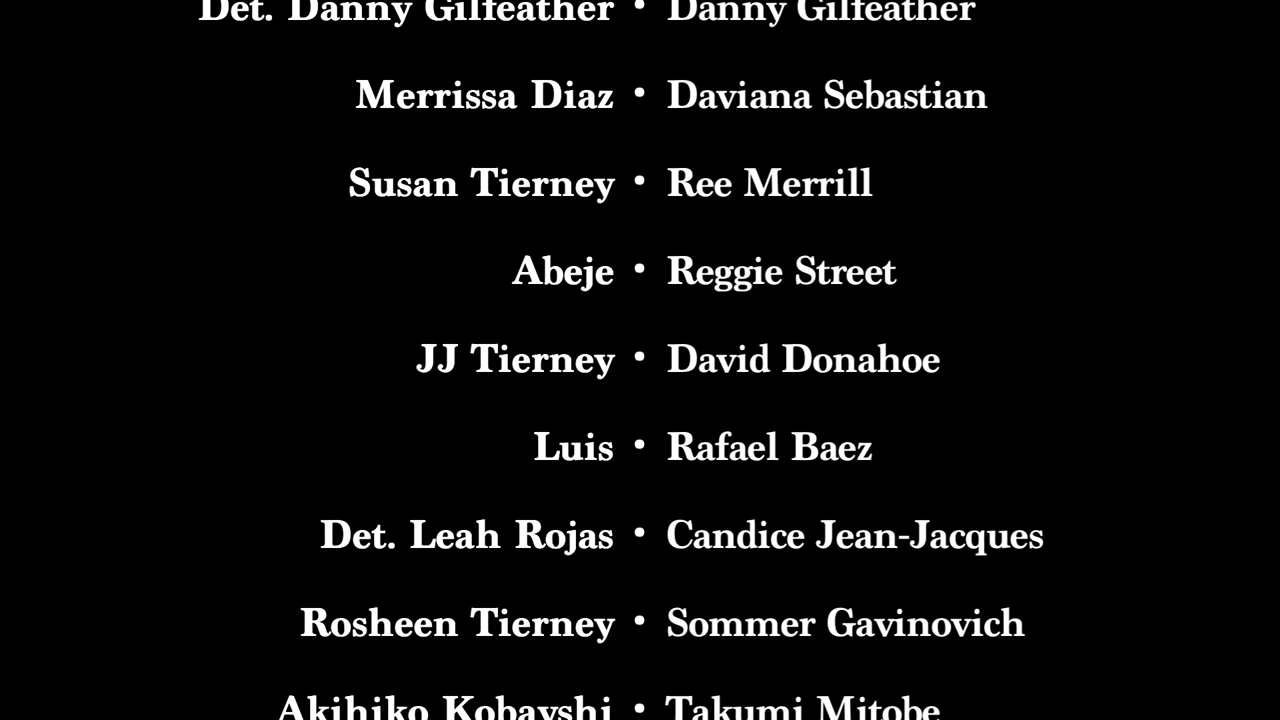 Det. Danny Gilfeather • Danny Gilfeather
Merrissa Diaz • Daviana Sebastian
Susan Tierney • Ree Merrill
Abeje • Reggie Street
JJ Tierney • David Donahoe
Luis • Rafael Baez
Det. Leah Rojas • Candice Jean-Jacques
Rosheen Tierney • Sommer Gavinovich
Akihiko Kobayshi • Takumi Mitobe